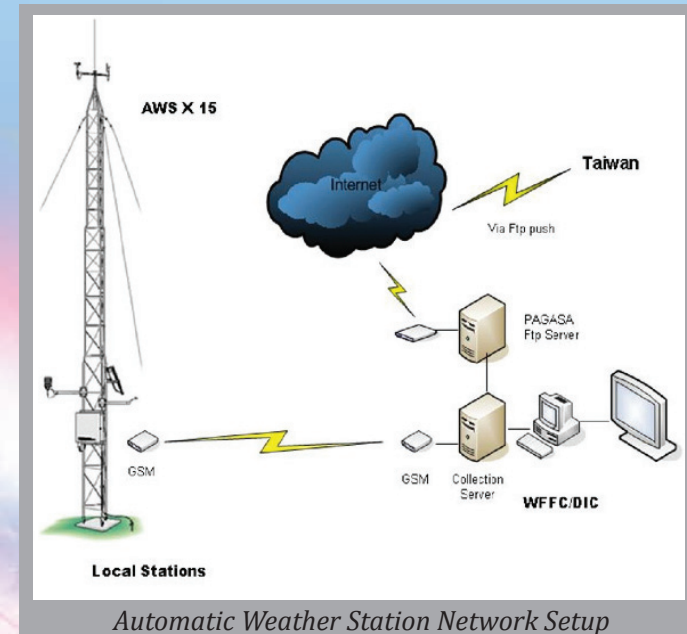 AWS X 15
Internet
Taiwan
Via Ftp push
PAGASA
Ftp Server
GSM
GSM
Collection
Server
WFFC/DIC
Local Stations
Automatic Weather Station Network Setup